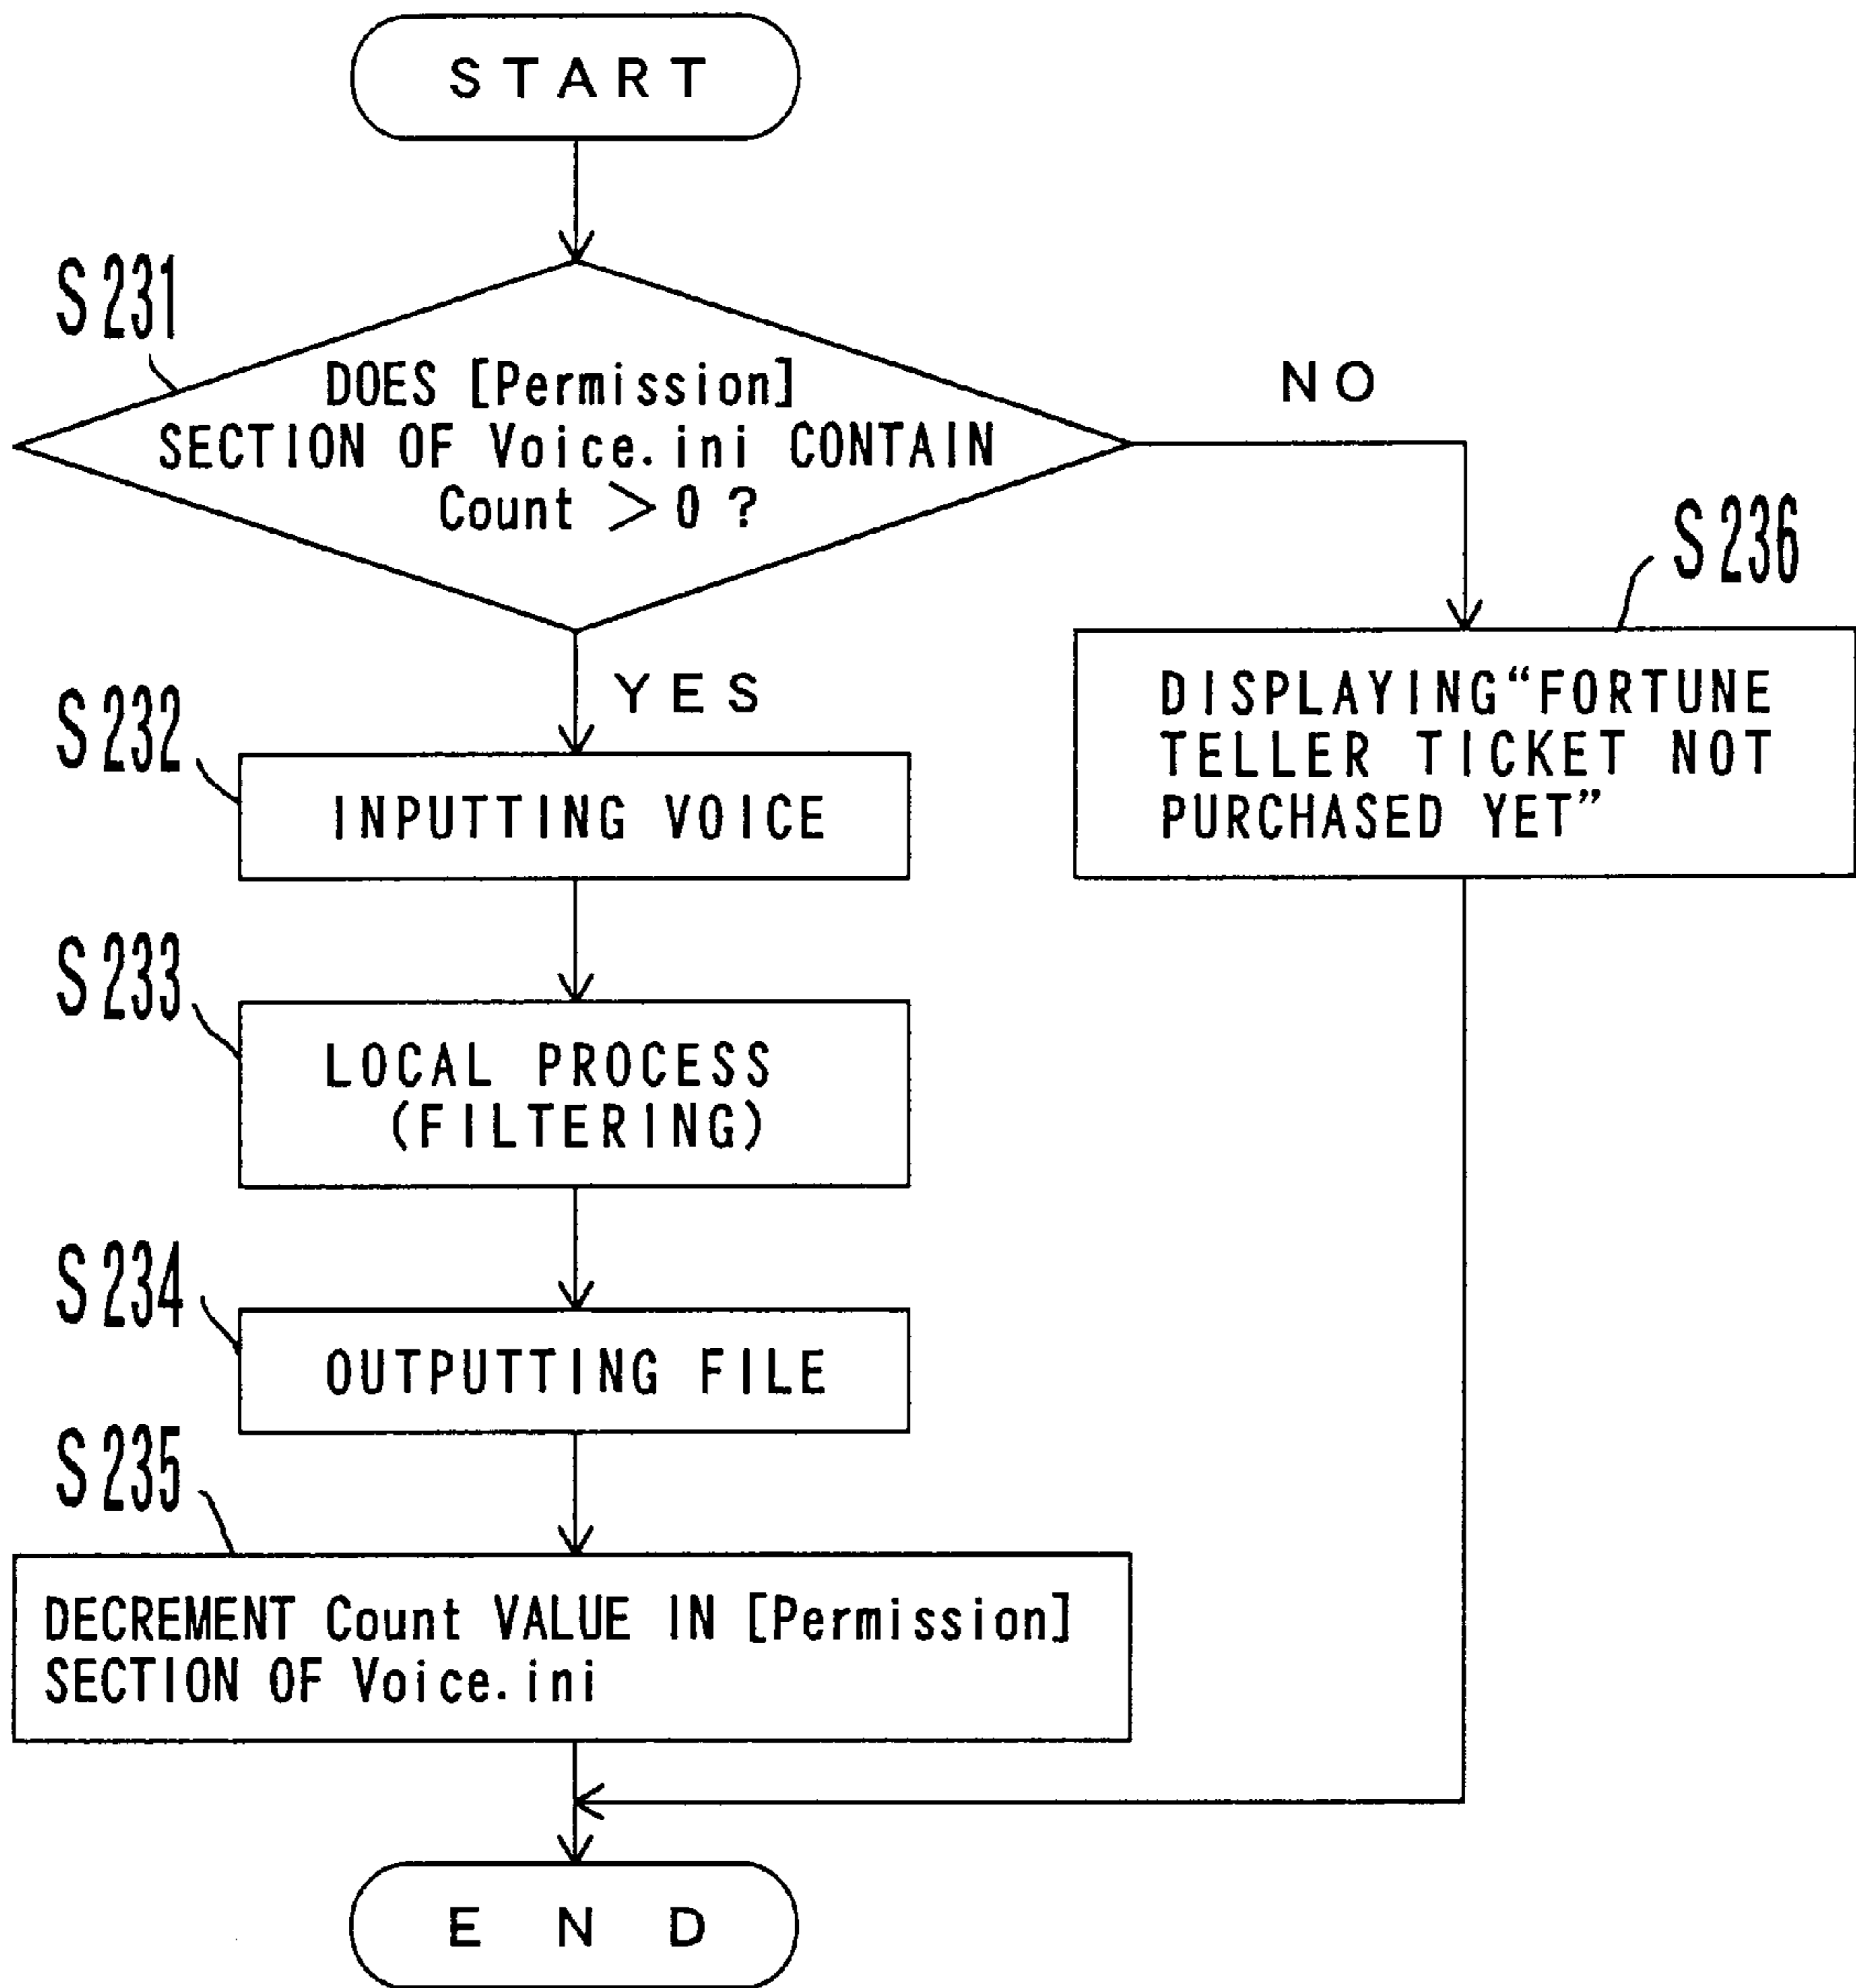 START
S231
DOES [Permission]
SECTION OF Voice.ini CONTAIN
Count > 0 ?
NO
YES
S236
DISPLAYING “FORTUNE
TELLER TICKET NOT
PURCHASED YET”
S232
INPUTTING VOICE
S233
LOCAL PROCESS
(FILTERING)
S234
OUTPUTTING FILE
S235
DECREMENT Count VALUE IN [Permission]
SECTION OF Voice.ini
END